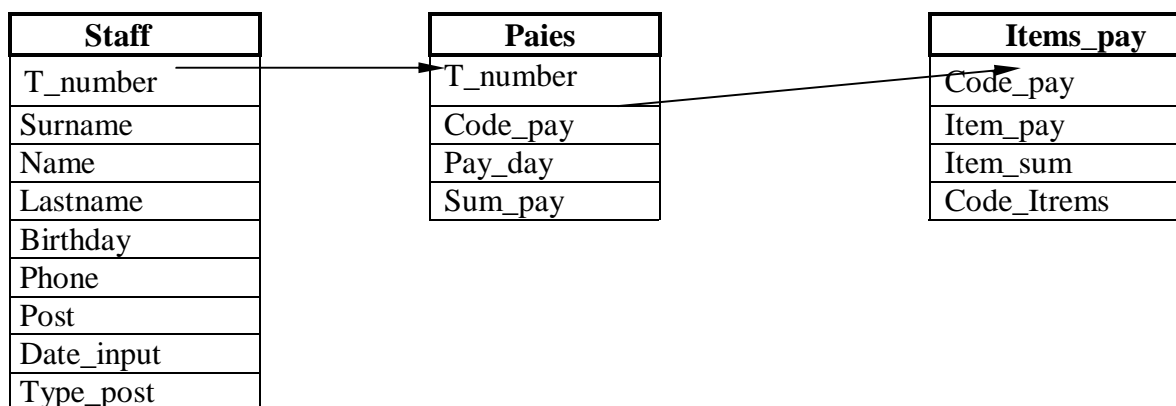 Staff
T_number
Surname
Name
Lastname
Birthday
Phone
Post
Date_input
Type_post
Paies
T_number
Code_pay
Pay_day
Sum_pay
Items_pay
Code_pay
Item_pay
Item_sum
Code_Itrems